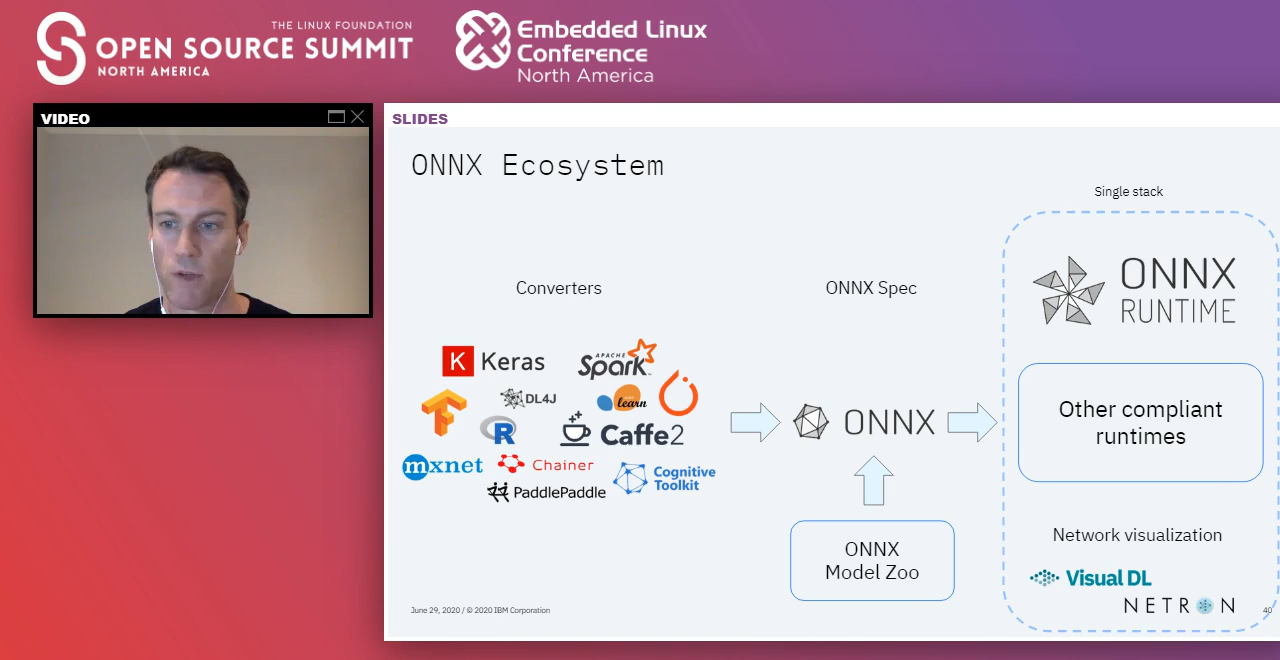 THE LINUX FOUNDATION
OPEN SOURCE SUMMIT
NORTH AMERICA
Embedded Linux
Conference
North America
VIDEO
SLIDES
ONNX Ecosystem
Single stack
Converters
ONNX Spec
ONNX
RUNTIME
K Keras
APACHE
Spark
DL4J
learn
R
Caffe2
mxnet
Chainer
Cognitive
Toolkit
PaddlePaddle
ONNX
Other compliant
runtimes
ONNX
Model Zoo
Network visualization
Visual DL
NETRON
June 29, 2020 / © 2020 IBM Corporation
40